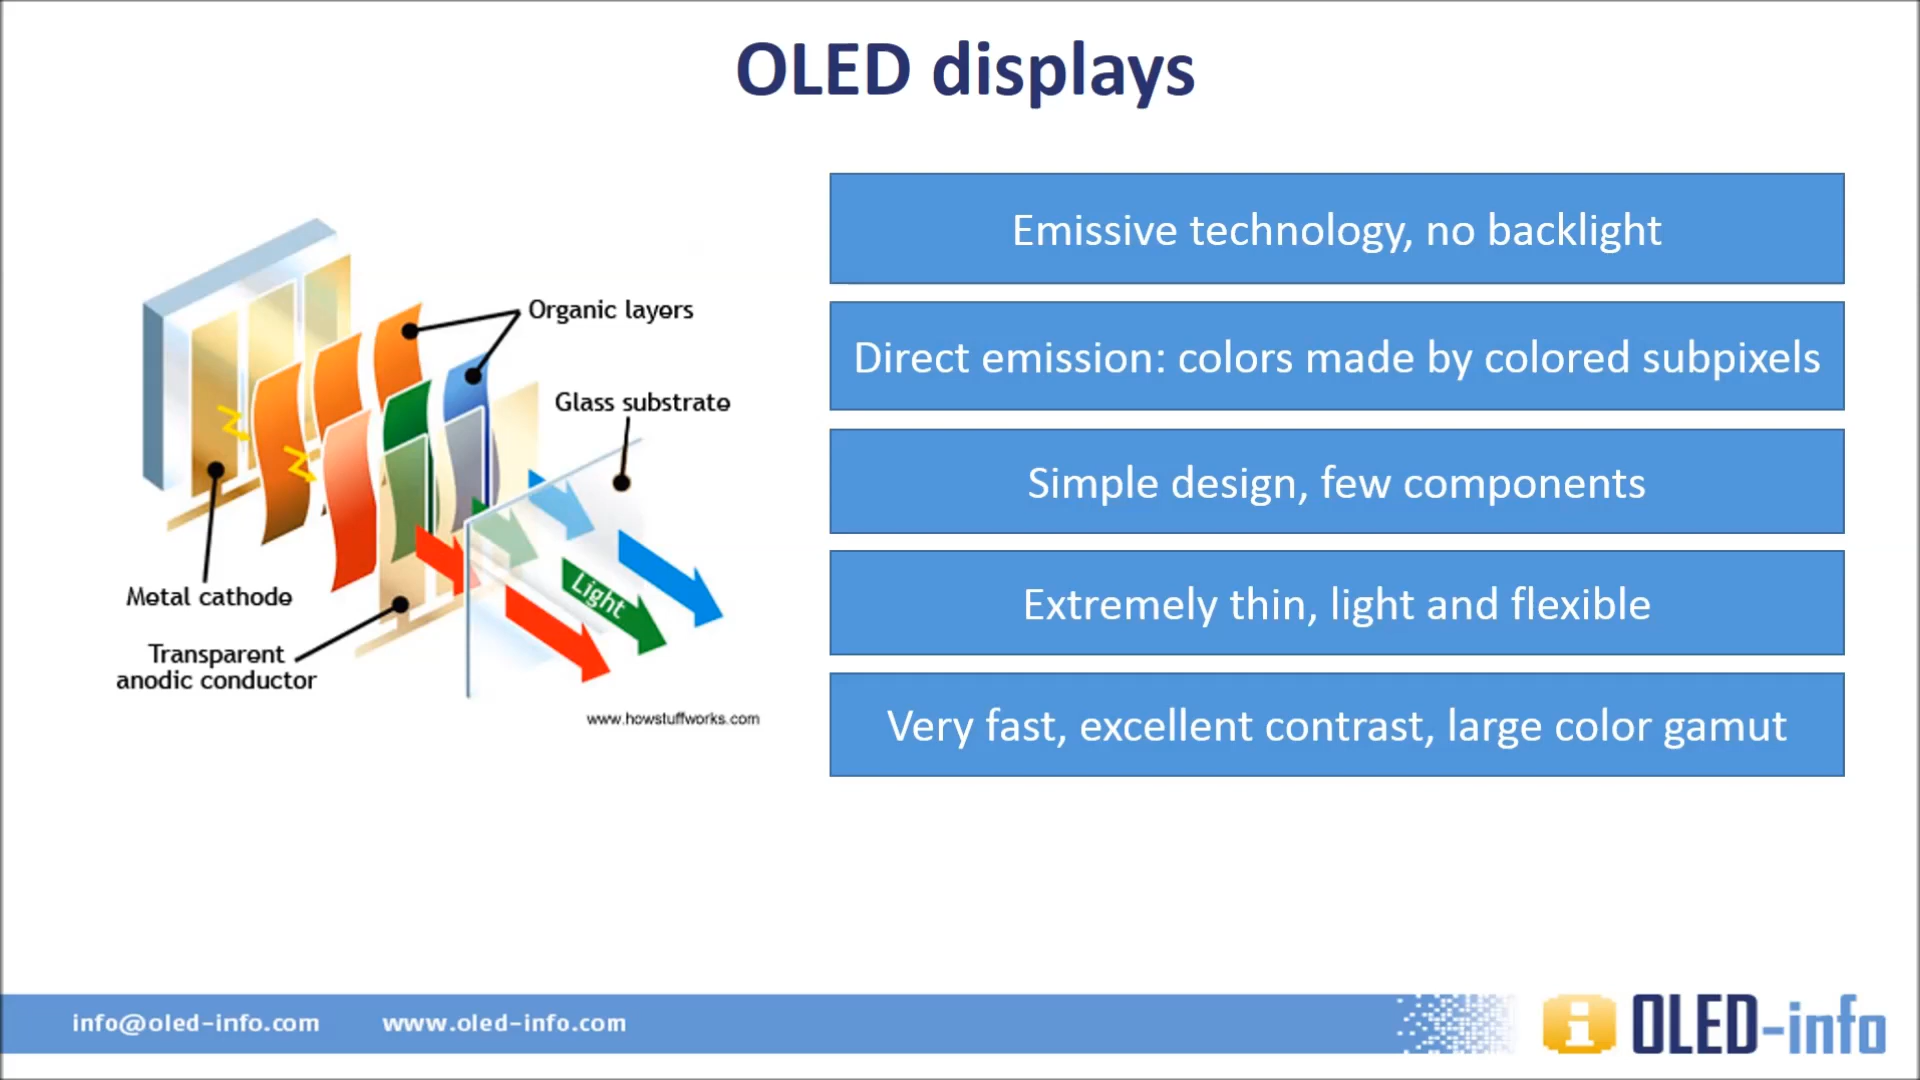 OLED displays
Emissive technology, no backlight
Direct emission: colors made by colored subpixels
Simple design, few components
Extremely thin, light and flexible
Very fast, excellent contrast, large color gamut
Organic layers
Glass substrate
Metal cathode
Light
Transparent
anodic conductor
www.howstuffworks.com
info@oled-info.com
www.oled-info.com
i OLED-info